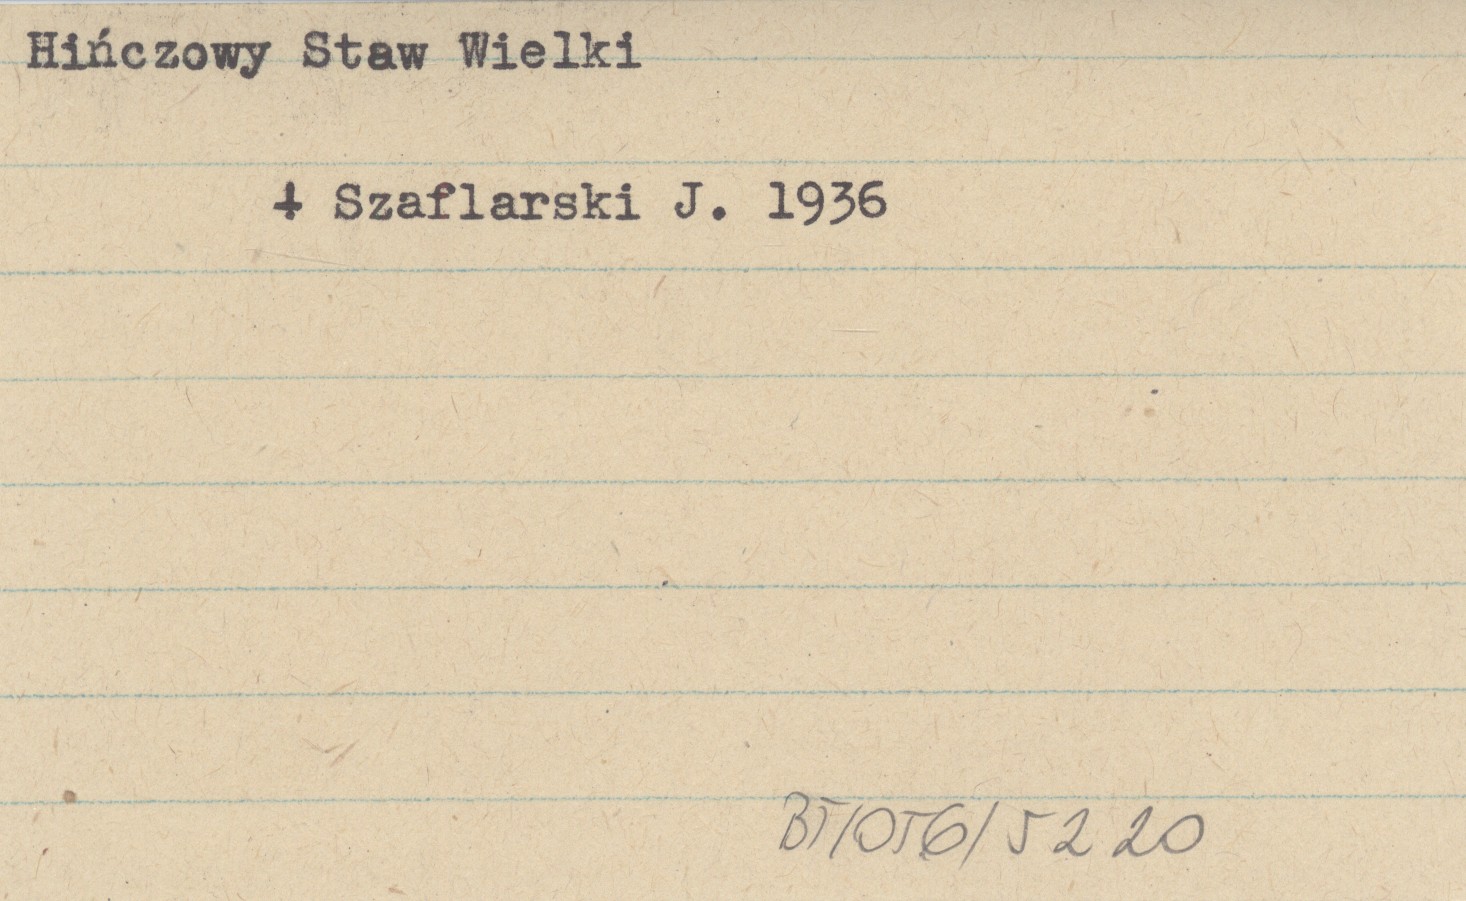 Hińczowy Staw Wielki
+ Szaflarski J. 1936
BT/OT6/5220